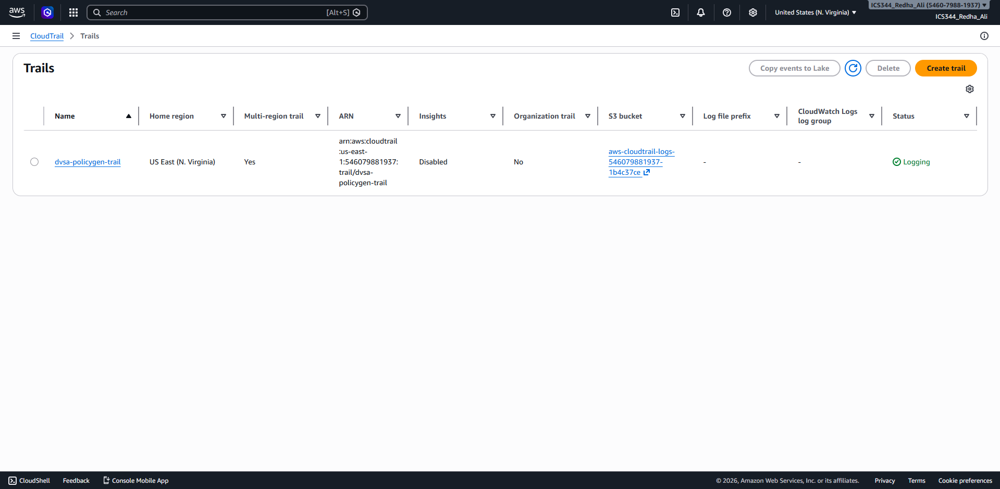 aws
Search
[Alt+S]
United States (N. Virginia)
ICS344_Redha_Ali (5460-7988-1937)
ICS344_Redha_Ali
CloudTrail
Trails
Trails
Copy events to Lake
Delete
Create trail
Name
Home region
Multi-region trail
ARN
Insights
Organization trail
S3 bucket
Log file prefix
CloudWatch Logs
log group
Status
dvsa-policygen-trail
US East (N. Virginia)
Yes
arn:aws:cloudtrail
:us-east-
1:546079881937:
trail/dvsa-
policygen-trail
Disabled
No
aws-cloudtrail-logs-
546079881937-
1b4c37ce
-
-
Logging
CloudShell
Feedback
Console Mobile App
© 2026, Amazon Web Services, Inc. or its affiliates.
Privacy
Terms
Cookie preferences